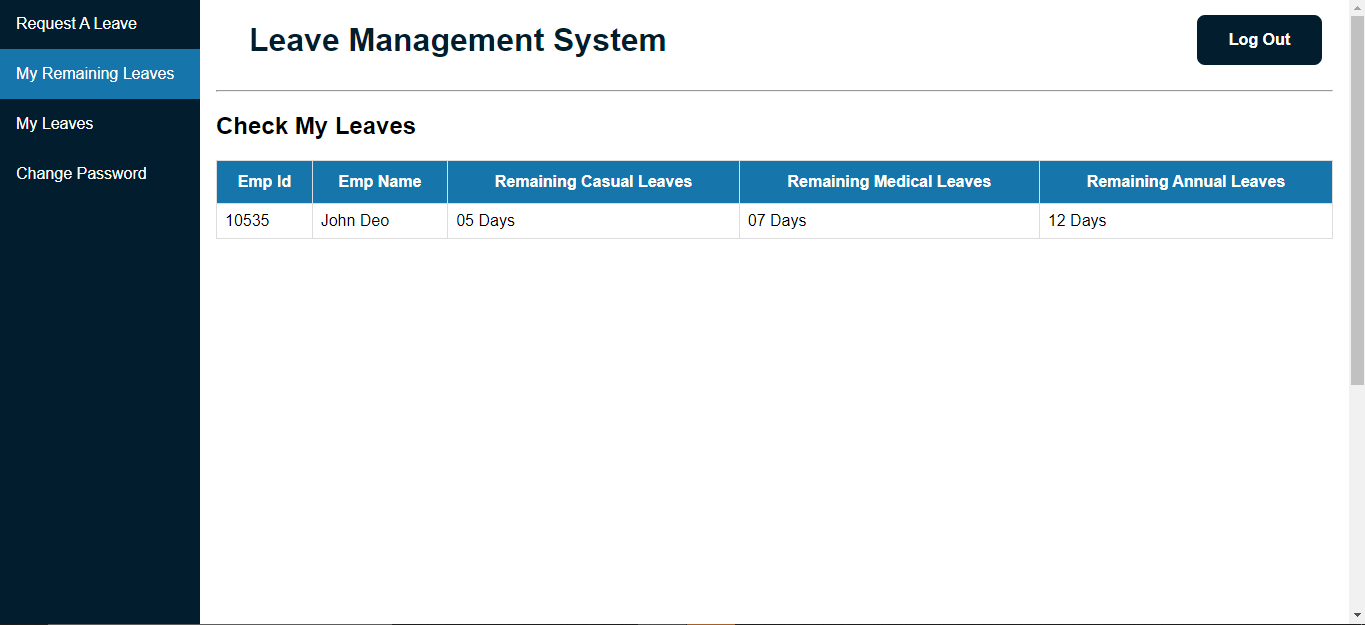 Request A Leave
My Remaining Leaves
My Leaves
Change Password
Leave Management System
Log Out
Check My Leaves
Emp Id Emp Name Remaining Casual Leaves Remaining Medical Leaves Remaining Annual Leaves
10535 John Deo 05 Days 07 Days 12 Days